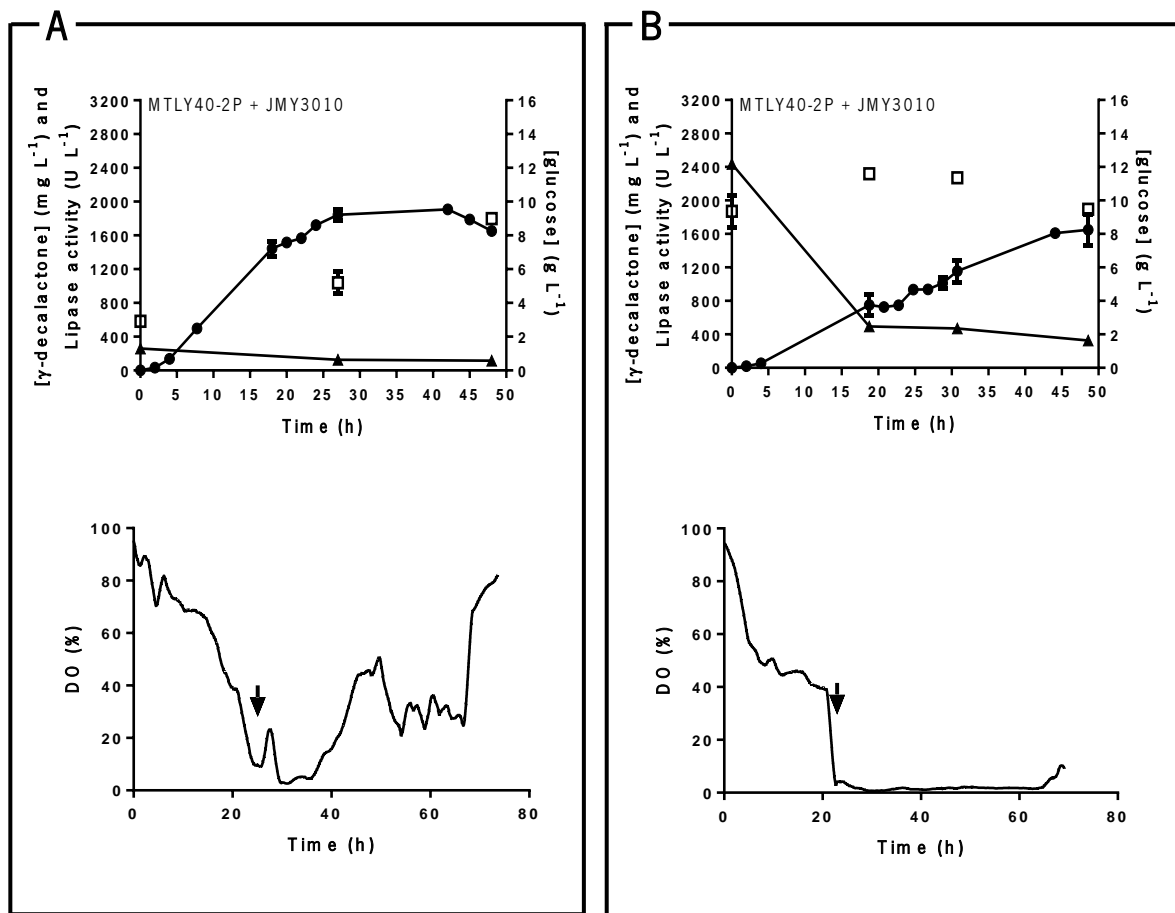 A
B
[γ-decalactone] (mg L-1) and
Lipase activity (U L-1)
MTLY40-2P + JMY3010
3200
2800
2400
2000
1600
1200
800
400
0
16
14
12
10
8
6
4
2
0
[glucose] (g L-1)
0 5 10 15 20 25 30 35 40 45 50
Time (h)
[γ-decalactone] (mg L-1) and
Lipase activity (U L-1)
MTLY40-2P + JMY3010
3200
2800
2400
2000
1600
1200
800
400
0
16
14
12
10
8
6
4
2
0
[glucose] (g L-1)
0 5 10 15 20 25 30 35 40 45 50
Time (h)
DO (%)
100
80
60
40
20
0
0 20 40 60 80
Time (h)
DO (%)
100
80
60
40
20
0
0 20 40 60 80
Time (h)